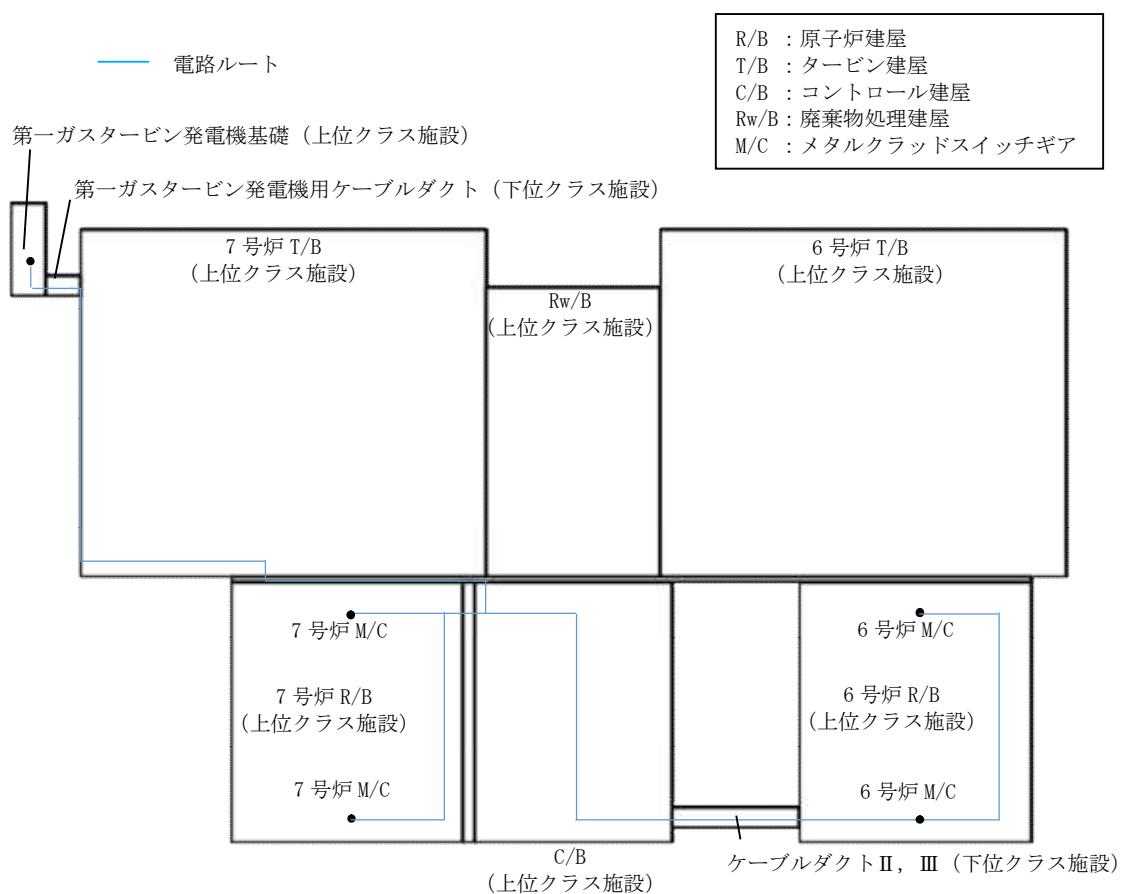 R/B ：原子炉建屋
T/B ：タービン建屋
C/B ：コントロール建屋
Rw/B：廃棄物処理建屋
M/C ：メタルクラッドスイッチギア
電路ルート
第一ガスタービン発電機基礎（上位クラス施設）
第一ガスタービン発電機用ケーブルダクト（下位クラス施設）
7 号炉 T/B
（上位クラス施設）
6 号炉 T/B
（上位クラス施設）
Rw/B
（上位クラス施設）
7 号炉 M/C
6 号炉 M/C
7 号炉 R/B
（上位クラス施設）
6 号炉 R/B
（上位クラス施設）
7 号炉 M/C
6 号炉 M/C
C/B
（上位クラス施設）
ケーブルダクトⅡ，Ⅲ（下位クラス施設）